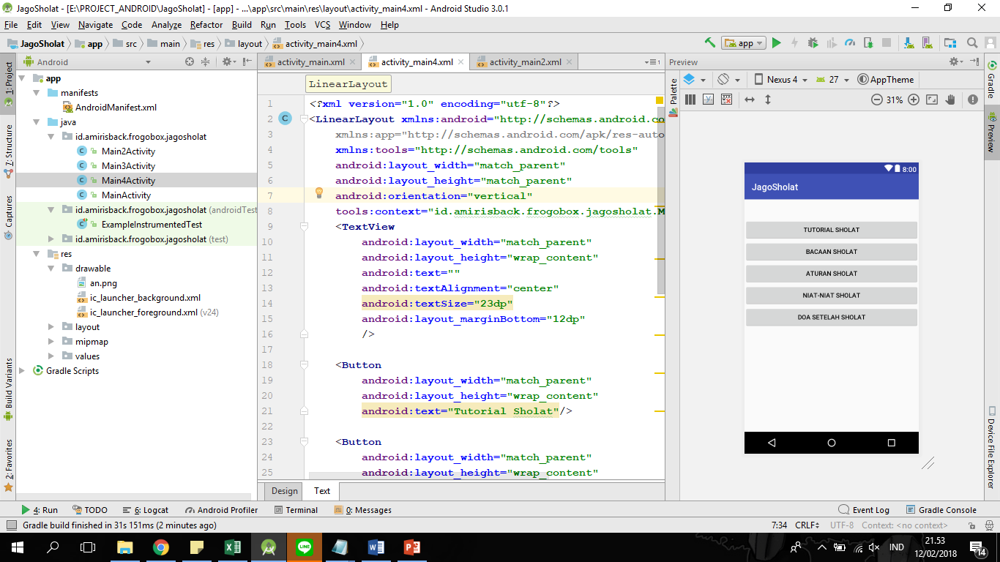 JagoSholat - [E:\PROJECT_ANDROID\JagoSholat] - [app] - ...\app\src\main\res\layout\activity_main4.xml - Android Studio 3.0.1
File Edit View Navigate Code Analyze Refactor Build Run Tools VCS Window Help
JagoSholat app src main res layout activity_main4.xml app
Android
activity_main.xml activity_main4.xml activity_main2.xml
Preview
1: Project
7: Structure
Captures
Build Variants
2: Favorites
app
manifests
AndroidManifest.xml
java
id.amirisback.frogobox.jagosholat
Main2Activity
Main3Activity
Main4Activity
MainActivity
id.amirisback.frogobox.jagosholat (androidTest
ExampleInstrumentedTest
id.amirisback.frogobox.jagosholat (test)
res
drawable
an.png
ic_launcher_background.xml
ic_launcher_foreground.xml (v24)
layout
mipmap
values
Gradle Scripts
LinearLayout
1 <?xml version="1.0" encoding="utf-8"?>
2 <LinearLayout xmlns:android="http://schemas.android.co
3 xmlns:app="http://schemas.android.com/apk/res-auto
4 xmlns:tools="http://schemas.android.com/tools"
5 android:layout_width="match_parent"
6 android:layout_height="match_parent"
7 android:orientation="vertical"
8 tools:context="id.amirisback.frogobox.jagosholat.M
9 <TextView
10 android:layout_width="match_parent"
11 android:layout_height="wrap_content"
12 android:text=""
13 android:textAlignment="center"
14 android:textSize="23dp"
15 android:layout_marginBottom="12dp"
16 />
17
18 <Button
19 android:layout_width="match_parent"
20 android:layout_height="wrap_content"
21 android:text="Tutorial Sholat"/>
22
23 <Button
24 android:layout_width="match_parent"
25 android:layout_height="wrap_content"
Design Text
Palette
Nexus 4 27 AppTheme
31%
8:00
JagoSholat
TUTORIAL SHOLAT
BACAAN SHOLAT
ATURAN SHOLAT
NIAT-NIAT SHOLAT
DOA SETELAH SHOLAT
Gradle
Preview
Device File Explorer
4: Run TODO 6: Logcat Android Profiler Terminal 0: Messages Event Log Gradle Console
Gradle build finished in 31s 151ms (2 minutes ago) 7:34 CRLF UTF-8 Context: <no context>
LINE
IND
21.53
12/02/2018
14